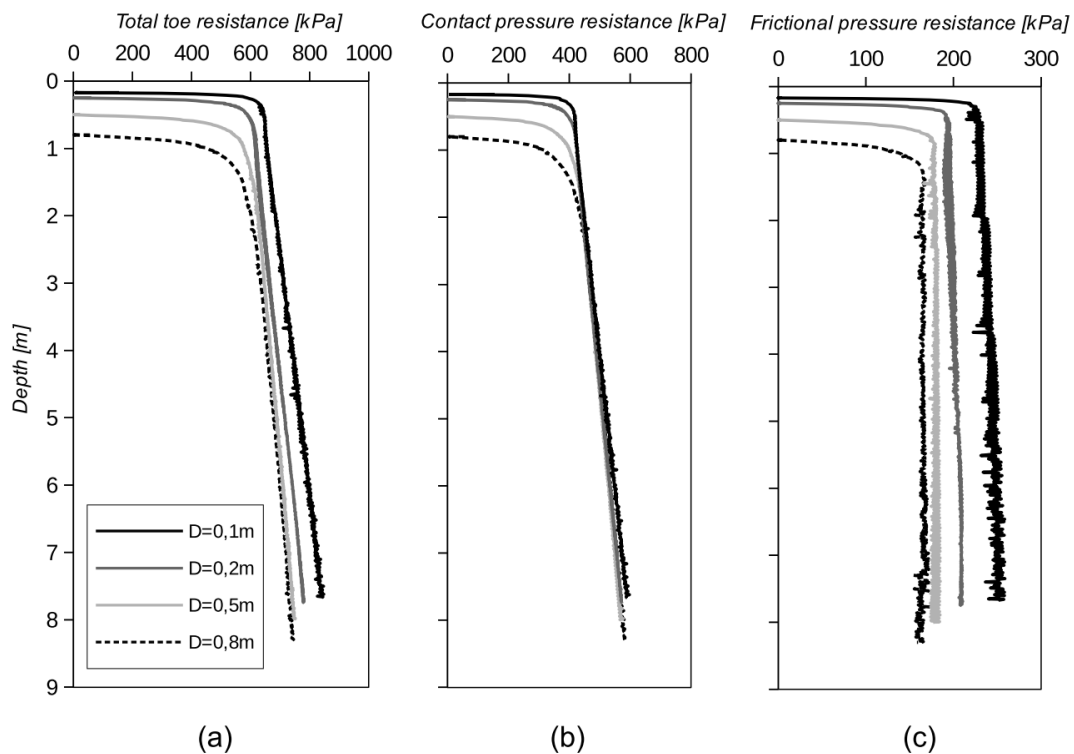 Total toe resistance [kPa]
Contact pressure resistance [kPa]
Frictional pressure resistance [kPa]
0 200 400 600 800 1000
0 200 400 600 800
0 100 200 300
0
1
2
3
4
5
6
7
8
9
Depth [m]
D=0,1m
D=0,2m
D=0,5m
D=0,8m
(a)
(b)
(c)